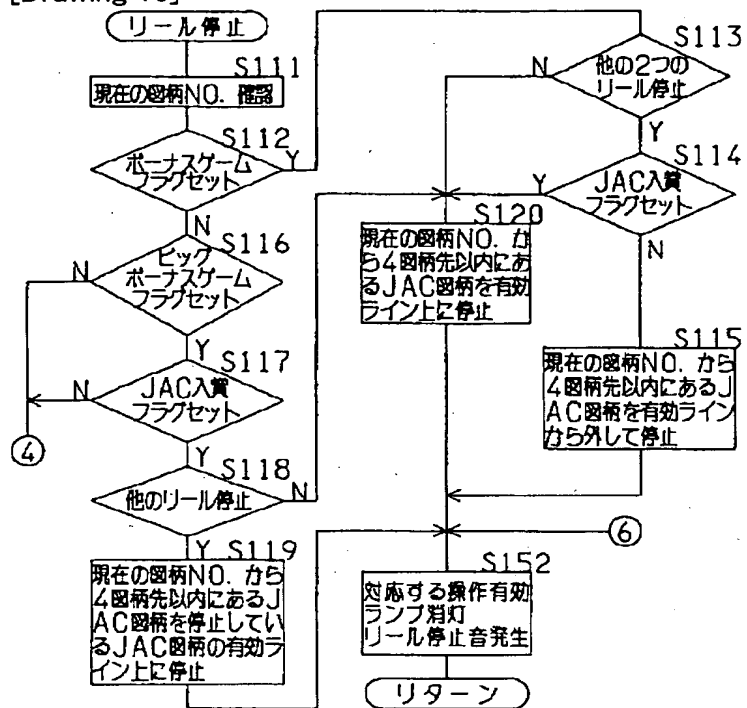 リール停止
S111
現在の図柄NO. 確認
S112
ボーナスゲーム
フラグセット
Y
N
S116
ビッグ
ボーナスゲーム
フラグセット
N
Y
S117
JAC入賞
フラグセット
N
④
Y
S118
他のリール停止
N
Y
S119
現在の図柄NO. から
4図柄先以内にあるJ
AC図柄を停止してい
るJAC図柄の有効ラ
イン上に停止
S113
他の2つの
リール停止
N
Y
S114
JAC入賞
フラグセット
Y
N
S120
現在の図柄NO. か
ら4図柄先以内にあ
るJAC図柄を有効
ライン上に停止
S115
現在の図柄NO. から
4図柄先以内にあるJ
AC図柄を有効ライン
から外して停止
⑥
S152
対応する操作有効
ランプ消灯
リール停止音発生
リターン